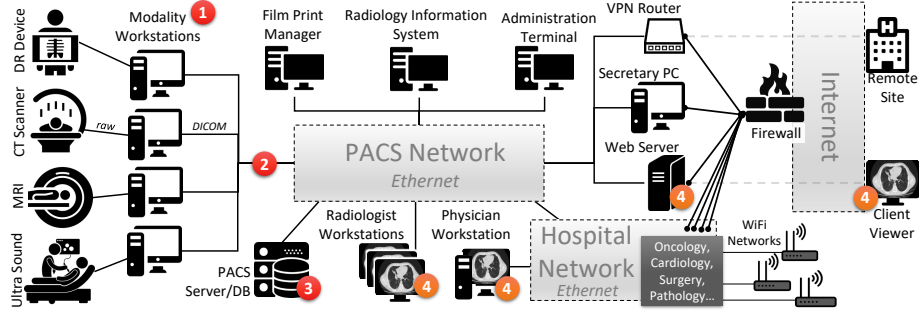 DR Device
Modality
Workstations
1
CT Scanner
raw
DICOM
MRI
Ultra Sound
Film Print
Manager
Radiology Information
System
Administration
Terminal
2
PACS Network
Ethernet
PACS
Server/DB
3
Radiologist
Workstations
4
Physician
Workstation
4
Hospital
Network
Ethernet
Oncology,
Cardiology,
Surgery,
Pathology...
WiFi
Networks
VPN Router
Secretary PC
Web Server
4
Firewall
Internet
Remote
Site
4
Client
Viewer